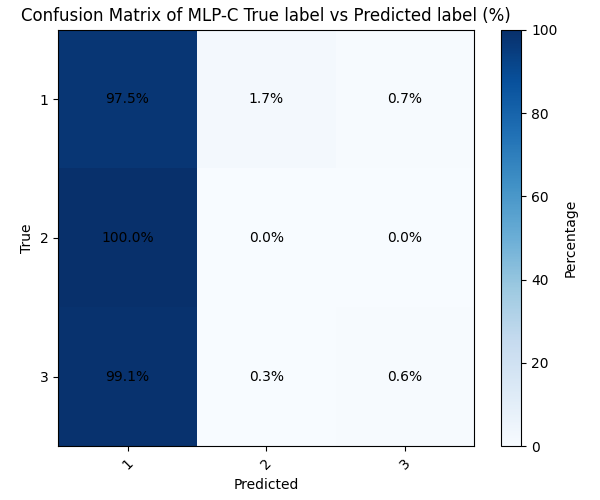 Confusion Matrix of MLP-C True label vs Predicted label (%)
1 97.5% 1.7% 0.7%
2 100.0% 0.0% 0.0%
3 99.1% 0.3% 0.6%
True
1 2 3
Predicted
100
80
60
40
20
0
Percentage